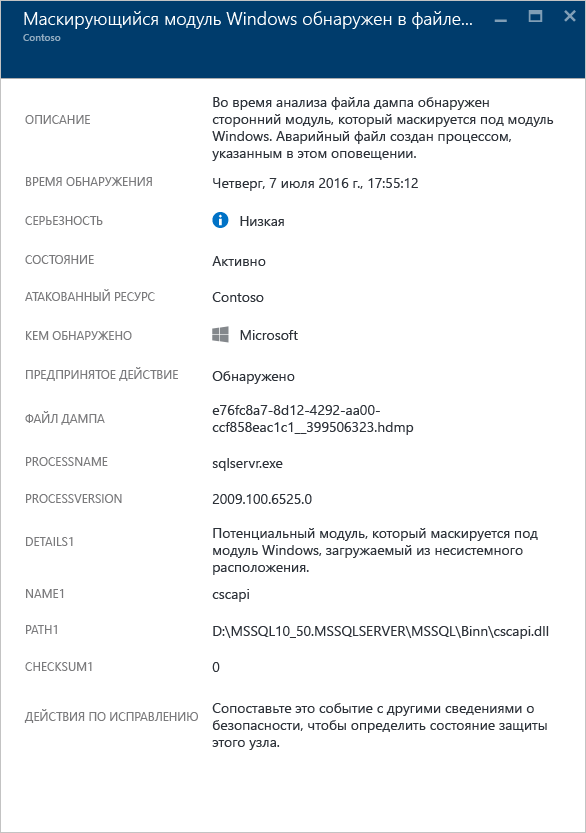 Маскирующийся модуль Windows обнаружен в файле...
Contoso
ОПИСАНИЕ
Во время анализа файла дампа обнаружен
сторонний модуль, который маскируется под модуль
Windows. Аварийный файл создан процессом,
указанным в этом оповещении.
ВРЕМЯ ОБНАРУЖЕНИЯ
Четверг, 7 июля 2016 г., 17:55:12
СЕРЬЕЗНОСТЬ
Низкая
СОСТОЯНИЕ
Активно
АТАКОВАННЫЙ РЕСУРС
Contoso
КЕМ ОБНАРУЖЕНО
Microsoft
ПРЕДПРИНЯТОЕ ДЕЙСТВИЕ
Обнаружено
ФАЙЛ ДАМПА
e76fc8a7-8d12-4292-aa00-
ccf858eac1c1__399506323.hdmp
PROCESSNAME
sqlservr.exe
PROCESSVERSION
2009.100.6525.0
DETAILS1
Потенциальный модуль, который маскируется под
модуль Windows, загружаемый из несистемного
расположения.
NAME1
cscapi
PATH1
D:\MSSQL10_50.MSSQLSERVER\MSSQL\Binn\cscapi.dll
CHECKSUM1
0
ДЕЙСТВИЯ ПО ИСПРАВЛЕНИЮ
Сопоставьте это событие с другими сведениями о
безопасности, чтобы определить состояние защиты
этого узла.